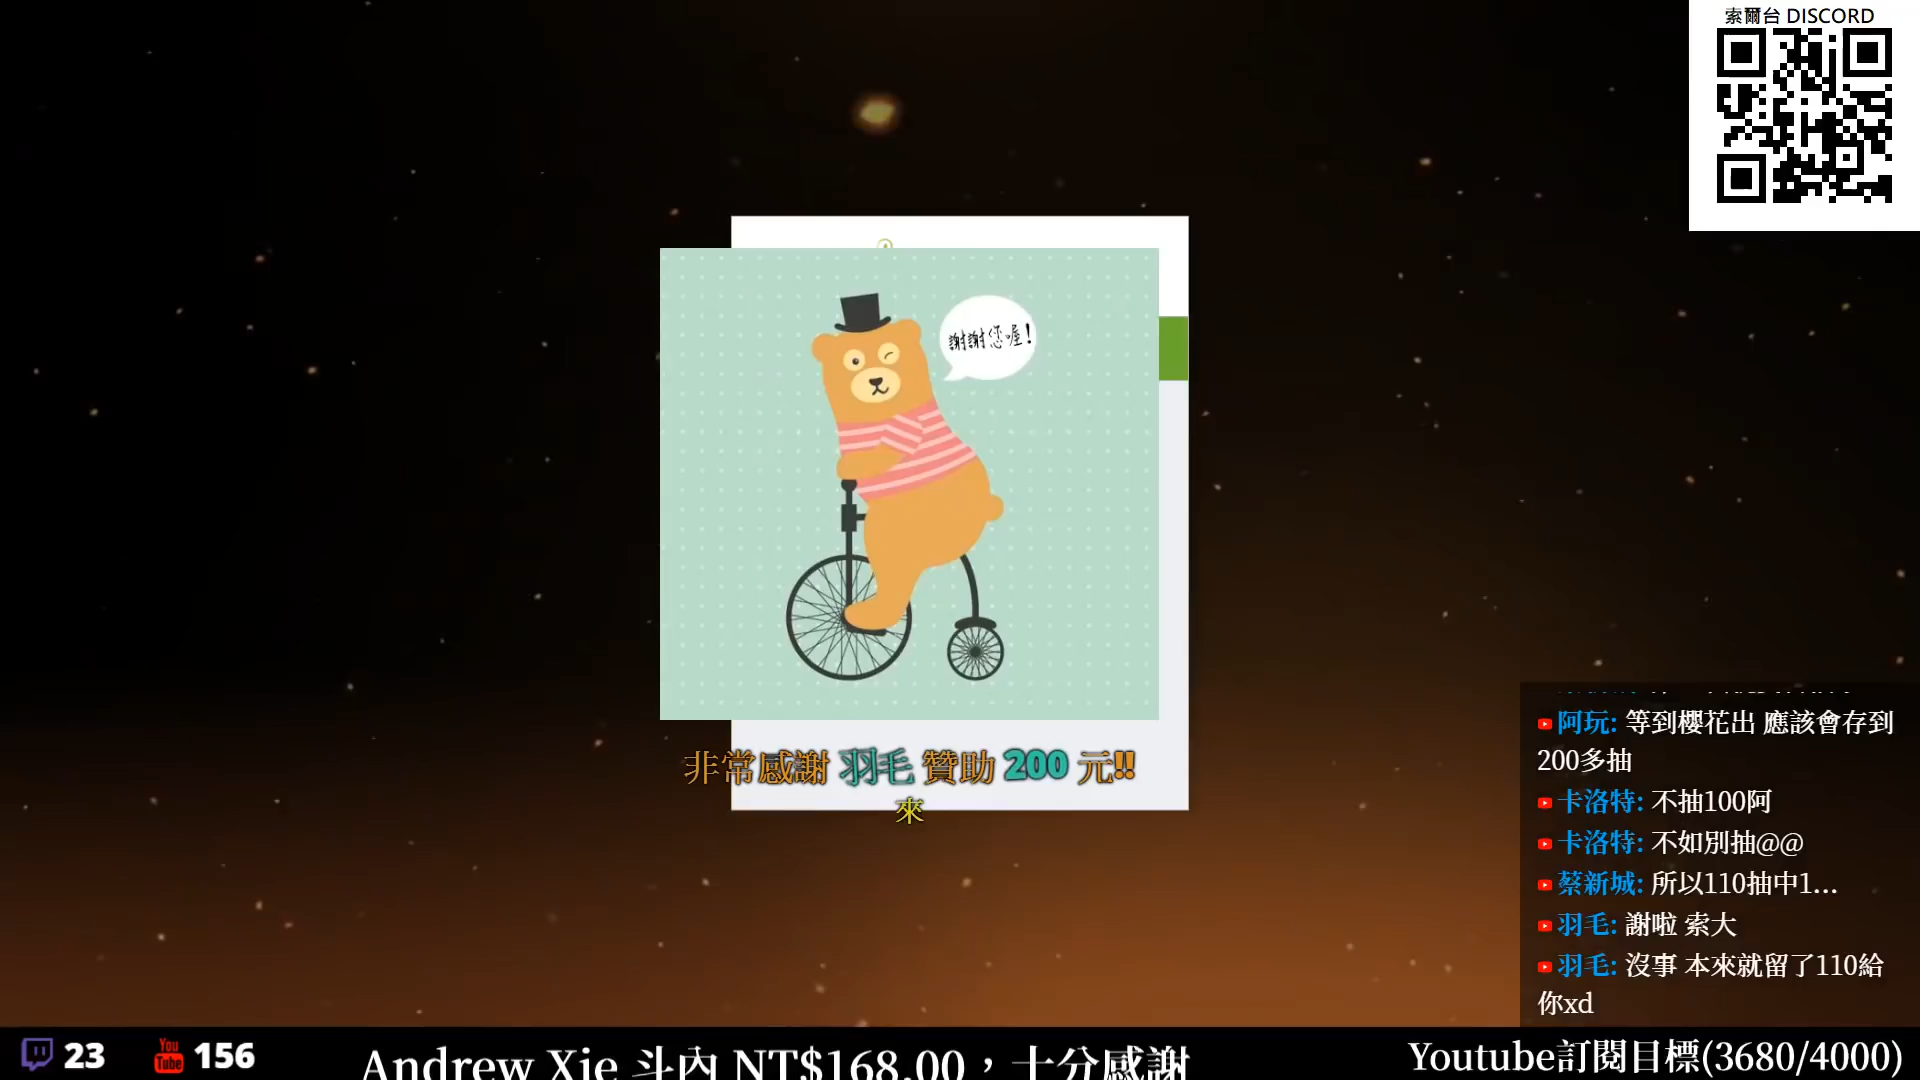 索爾台 DISCORD
謝謝您喔!
非常感謝 羽毛 贊助 200 元!!
來
阿玩: 等到櫻花出 應該會存到
200多抽
卡洛特: 不抽100阿
卡洛特: 不如別抽@@
蔡新城: 所以110抽中1...
羽毛: 謝啦 索大
羽毛: 沒事 本來就留了110給
你xd
23
You
Tube
156
Andrew Xie 斗內 NT$168.00，十分感謝
Youtube訂閱目標(3680/4000)